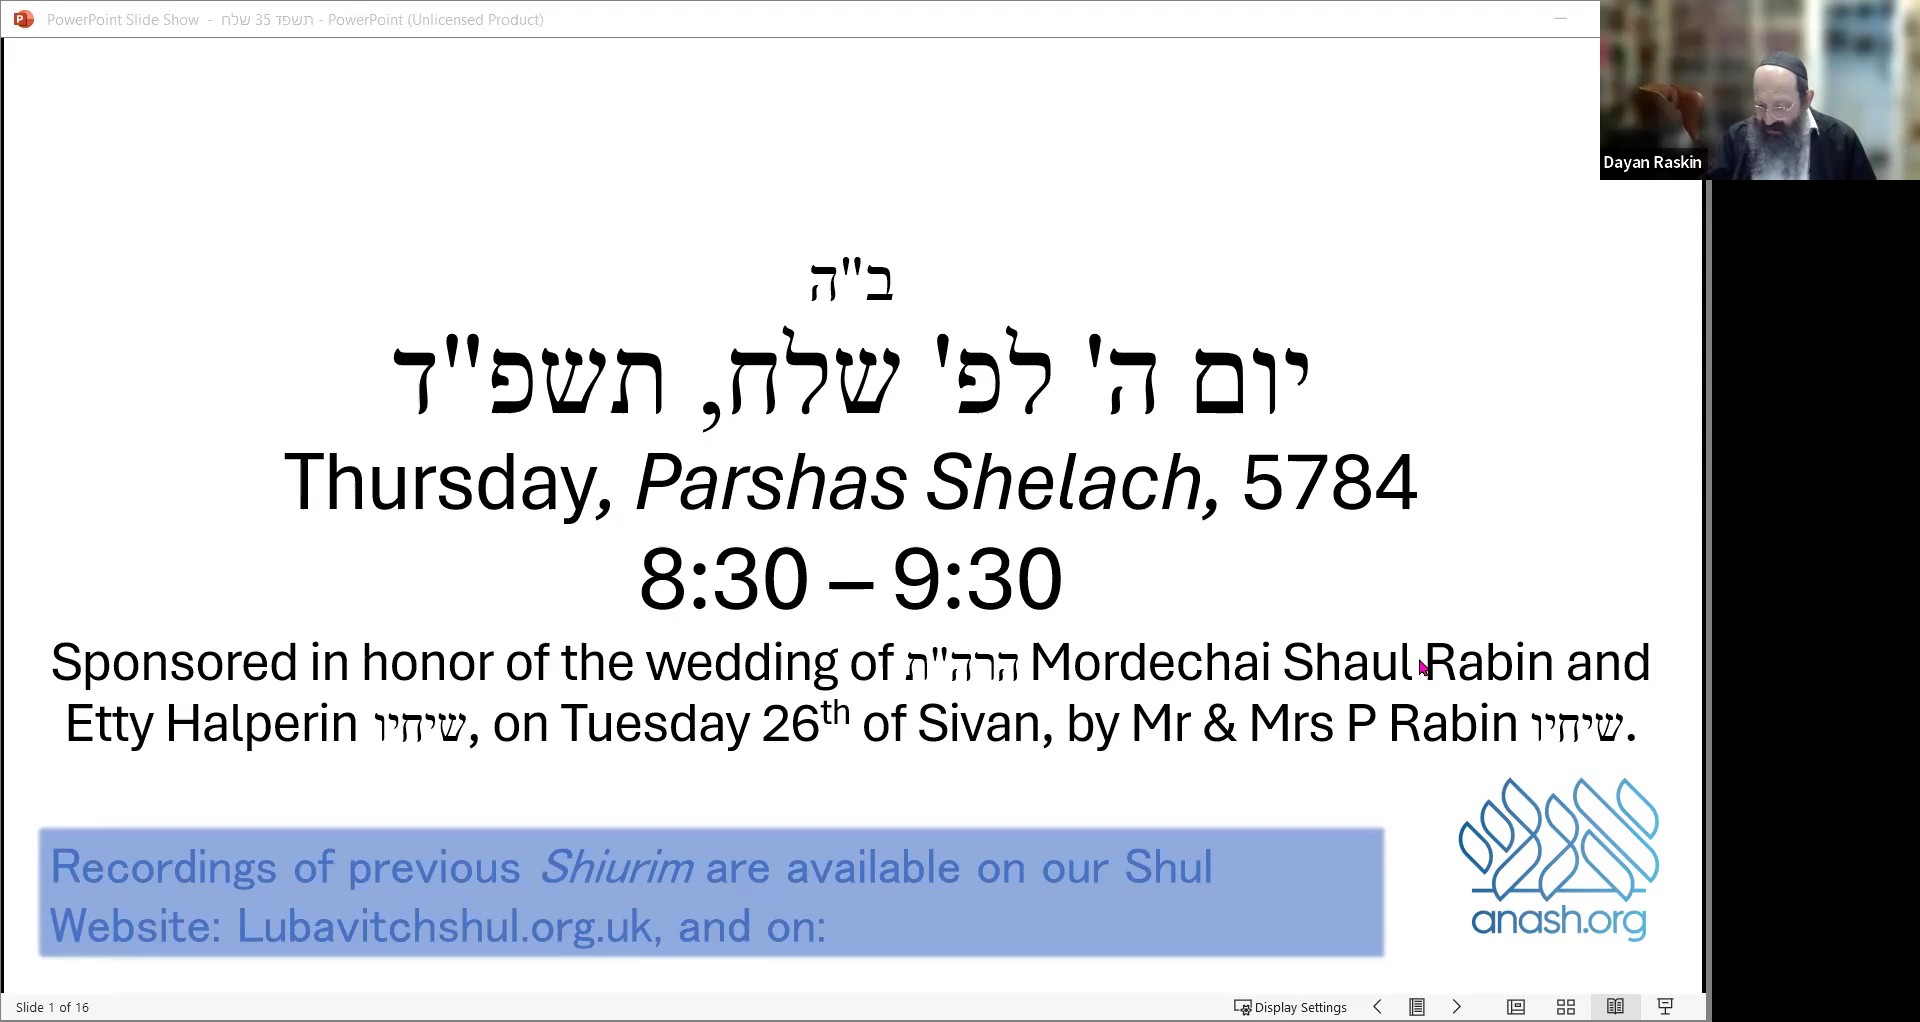 PowerPoint Slide Show - תשפד 35 שלח - PowerPoint (Unlicensed Product)
Dayan Raskin
ב"ה
יום ה' לפ' שלח, תשפ"ד
Thursday, Parshas Shelach, 5784
8:30 – 9:30
Sponsored in honor of the wedding of הרה"ת Mordechai Shaul Rabin and
Etty Halperin שיחיו, on Tuesday 26th of Sivan, by Mr & Mrs P Rabin שיחיו.
Recordings of previous Shiurim are available on our Shul
Website: Lubavitchshul.org.uk, and on:
אנש
anash.org
Slide 1 of 16
Display Settings